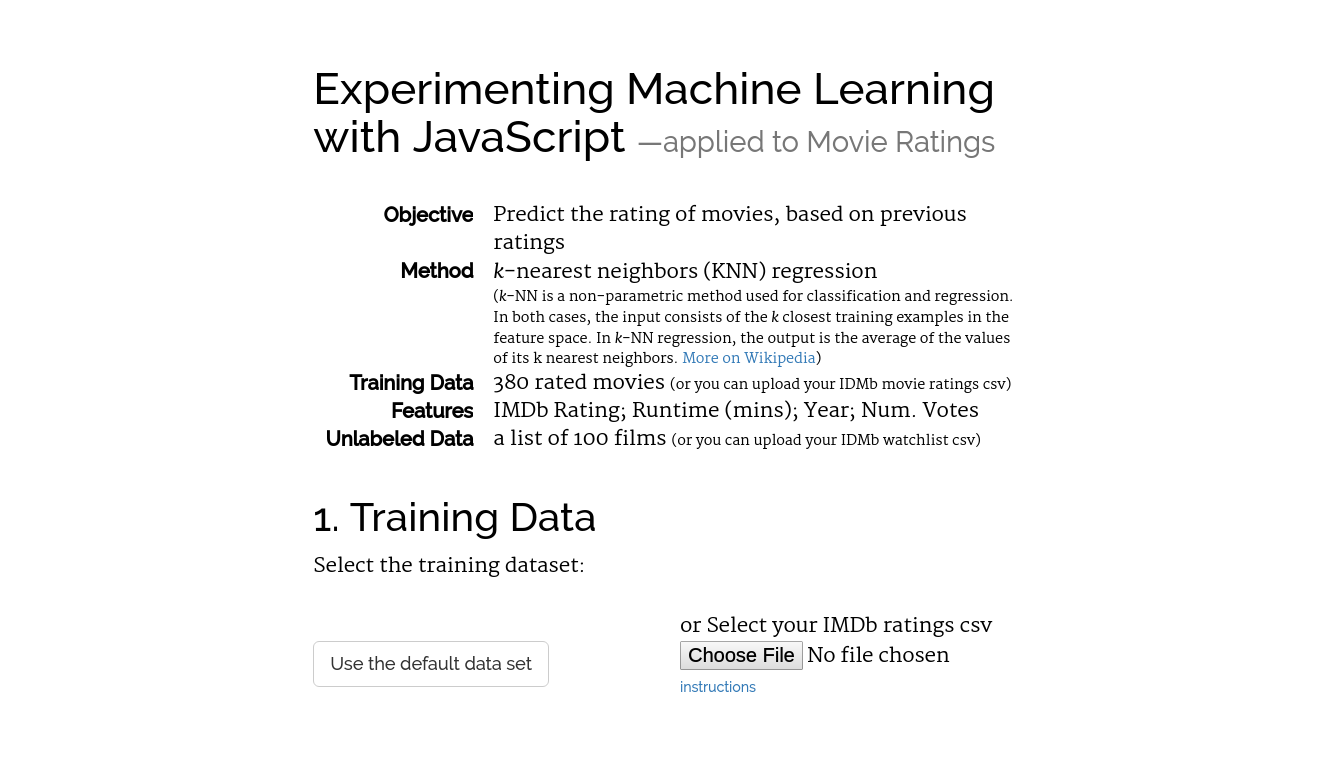 Experimenting Machine Learning
with JavaScript —applied to Movie Ratings
Objective Predict the rating of movies, based on previous
ratings
Method k-nearest neighbors (KNN) regression
(k-NN is a non-parametric method used for classification and regression.
In both cases, the input consists of the k closest training examples in the
feature space. In k-NN regression, the output is the average of the values
of its k nearest neighbors. More on Wikipedia)
Training Data 380 rated movies (or you can upload your IDMb movie ratings csv)
Features IMDb Rating; Runtime (mins); Year; Num. Votes
Unlabeled Data a list of 100 films (or you can upload your IDMb watchlist csv)
1. Training Data
Select the training dataset:
Use the default data set
or Select your IMDb ratings csv
Choose File No file chosen
instructions